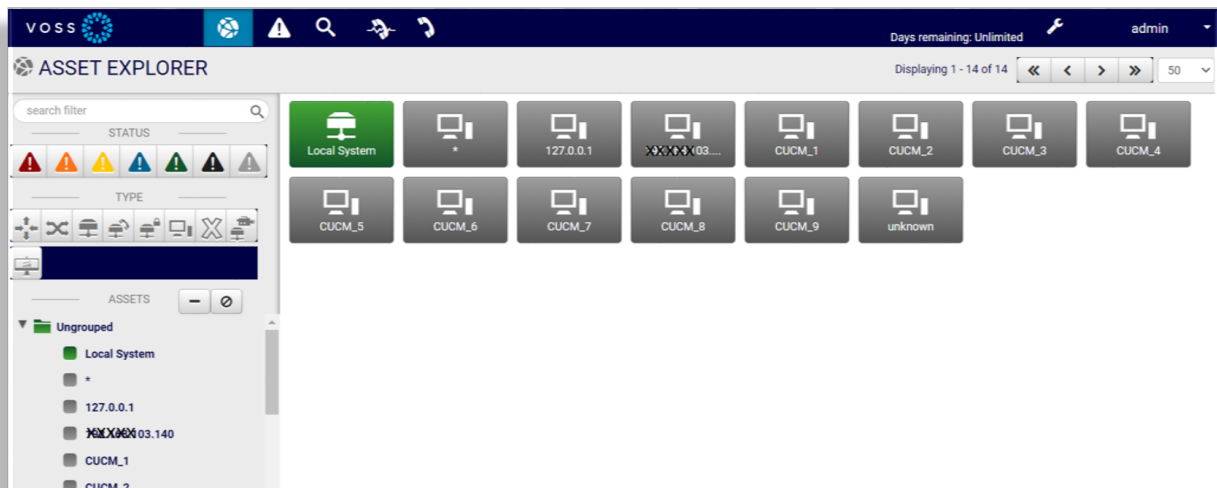 VOSS
Days remaining: Unlimited
admin
ASSET EXPLORER
Displaying 1 - 14 of 14
50
search filter
STATUS
TYPE
ASSETS
Ungrouped
Local System
*
127.0.0.1
103.140
CUCM_1
CUCM_2
Local System
*
127.0.0.1
03....
CUCM_1
CUCM_2
CUCM_3
CUCM_4
CUCM_5
CUCM_6
CUCM_7
CUCM_8
CUCM_9
unknown